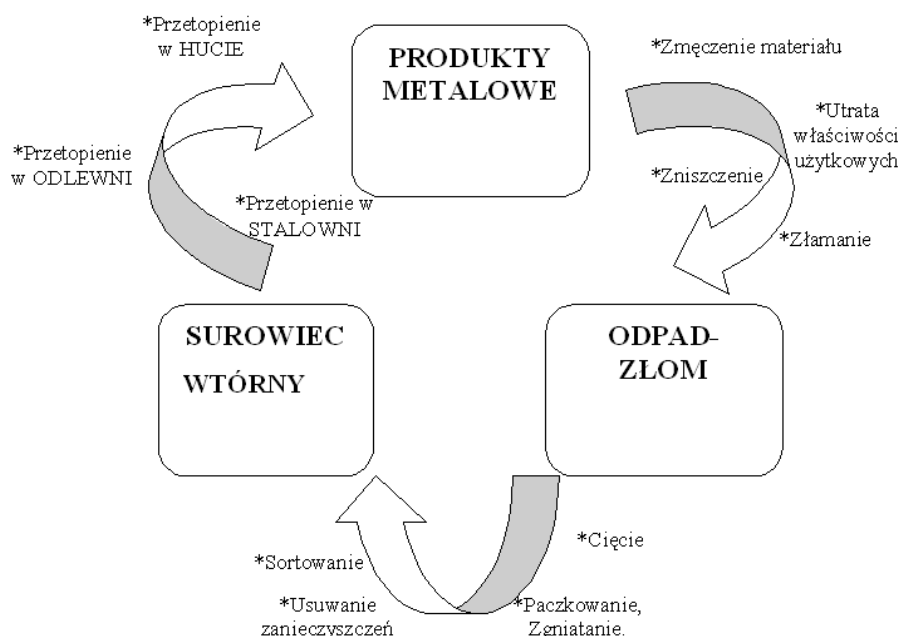 *Przetopienie
w HUCIE
PRODUKTY
METALOWE
*Zmęczenie materiału
*Utrata
właściwości
użytkowych
*Zniszczenie
*Złamanie
*Przetopienie
w ODLEWNI
*Przetopienie w
STALOWNI
SUROWIEC
WTÓRNY
ODPAD-
ZŁOM
*Cięcie
*Sortowanie
*Usuwanie
zanieczyszczeń
*Paczkowanie,
Zgniatanie.